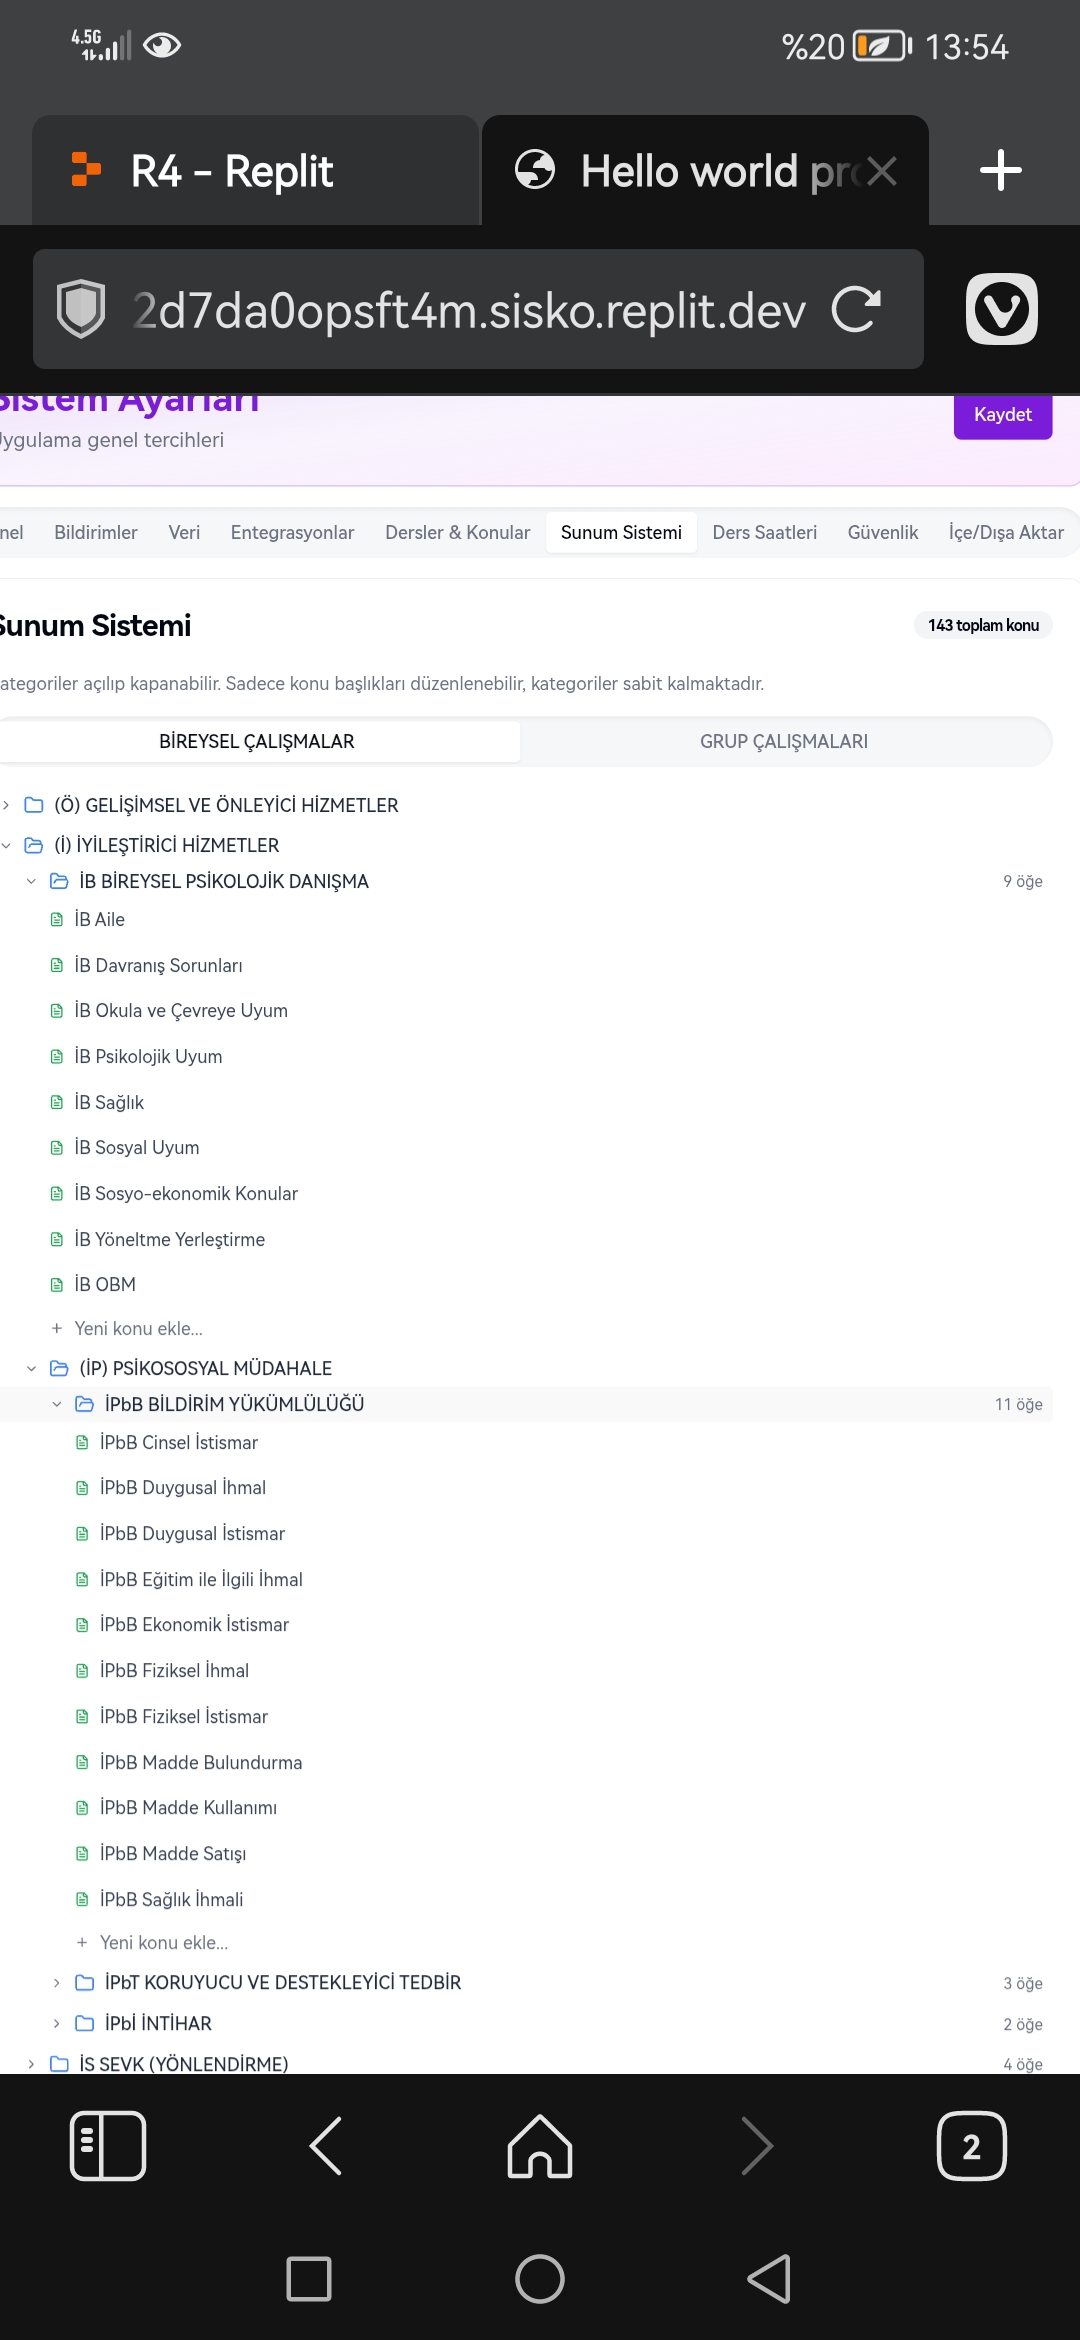 4.5G
%20 13:54
R4 - Replit
Hello world pro
2d7da0opsft4m.sisko.replit.dev
Sistem Ayarları
Uygulama genel tercihleri
Kaydet
nel Bildirimler Veri Entegrasyonlar Dersler & Konular Sunum Sistemi Ders Saatleri Güvenlik İçe/Dışa Aktar
Sunum Sistemi
143 toplam konu
ategoriler açılıp kapanabilir. Sadece konu başlıkları düzenlenebilir, kategoriler sabit kalmaktadır.
BİREYSEL ÇALIŞMALAR GRUP ÇALIŞMALARI
(Ö) GELİŞİMSEL VE ÖNLEYİCİ HİZMETLER
(İ) İYİLEŞTİRİCİ HİZMETLER
İB BİREYSEL PSİKOLOJİK DANIŞMA 9 öğe
İB Aile
İB Davranış Sorunları
İB Okula ve Çevreye Uyum
İB Psikolojik Uyum
İB Sağlık
İB Sosyal Uyum
İB Sosyo-ekonomik Konular
İB Yöneltme Yerleştirme
İB OBM
+ Yeni konu ekle...
(İP) PSİKOSOSYAL MÜDAHALE
İPbB BİLDİRİM YÜKÜMLÜLÜĞÜ 11 öğe
İPbB Cinsel İstismar
İPbB Duygusal İhmal
İPbB Duygusal İstismar
İPbB Eğitim ile İlgili İhmal
İPbB Ekonomik İstismar
İPbB Fiziksel İhmal
İPbB Fiziksel İstismar
İPbB Madde Bulundurma
İPbB Madde Kullanımı
İPbB Madde Satışı
İPbB Sağlık İhmali
+ Yeni konu ekle...
İPbT KORUYUCU VE DESTEKLEYİCİ TEDBİR 3 öğe
İPbİ İNTİHAR 2 öğe
İS SEVK (YÖNLENDİRME) 4 öğe
2